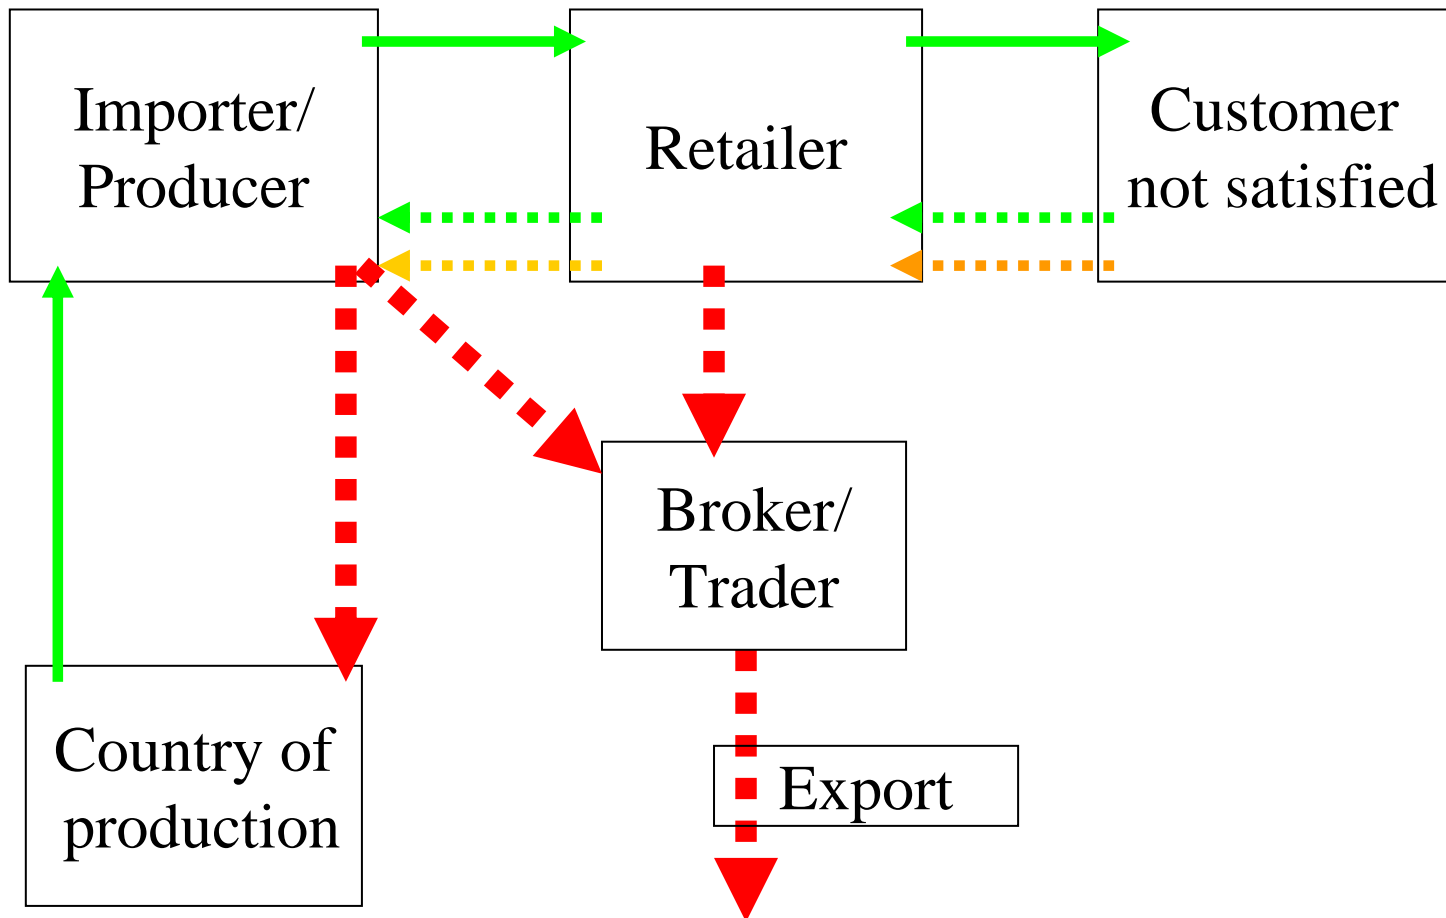 Importer/
Producer
Retailer
Customer
not satisfied
Broker/
Trader
Country of
production
Export